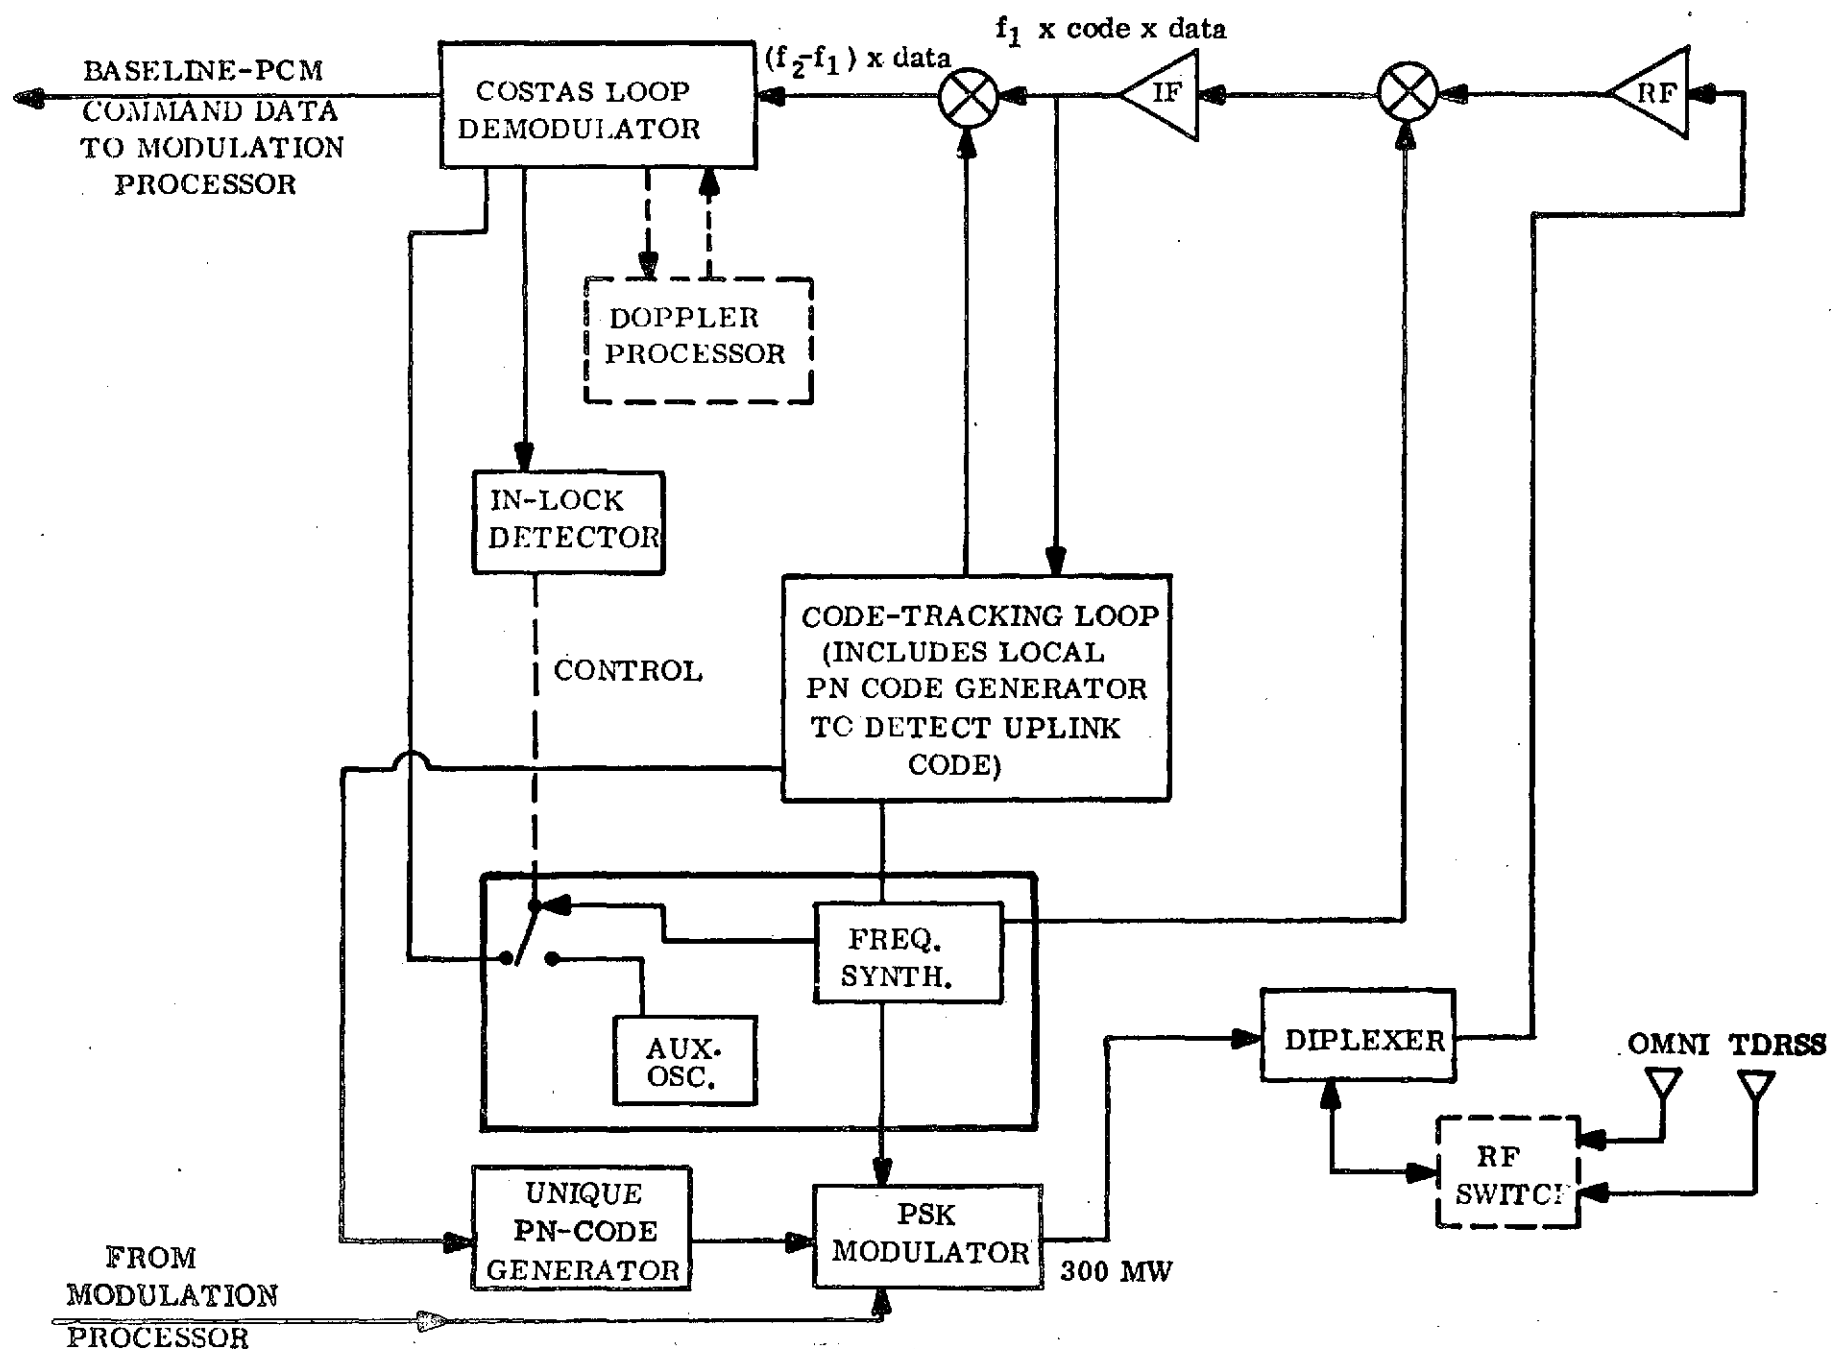 f1 x code x data
(f2-f1) x data
BASELINE-PCM
COMMAND DATA
TO MODULATION
PROCESSOR
COSTAS LOOP
DEMODULATOR
IF
RF
DOPPLER
PROCESSOR
IN-LOCK
DETECTOR
CONTROL
CODE-TRACKING LOOP
(INCLUDES LOCAL
PN CODE GENERATOR
TO DETECT UPLINK
CODE)
FREQ.
SYNTH.
AUX.
OSC.
DIPLEXER
OMNI TDRSS
RF
SWITCH
UNIQUE
PN-CODE
GENERATOR
PSK
MODULATOR
300 MW
FROM
MODULATION
PROCESSOR